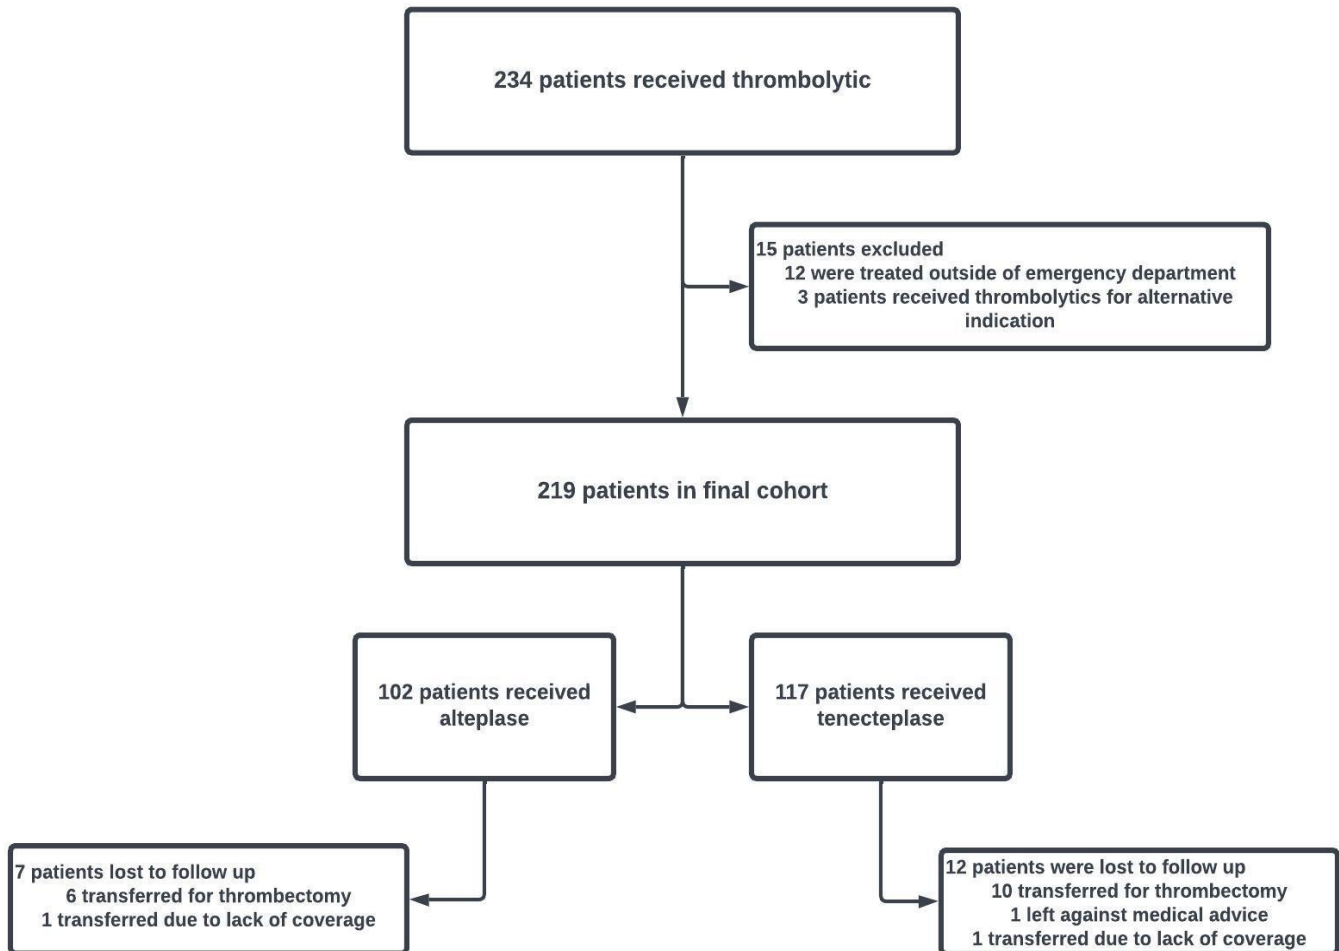 234 patients received thrombolytic
15 patients excluded
12 were treated outside of emergency department
3 patients received thrombolytics for alternative
indication
219 patients in final cohort
102 patients received
alteplase
117 patients received
tenecteplase
7 patients lost to follow up
6 transferred for thrombectomy
1 transferred due to lack of coverage
12 patients were lost to follow up
10 transferred for thrombectomy
1 left against medical advice
1 transferred due to lack of coverage